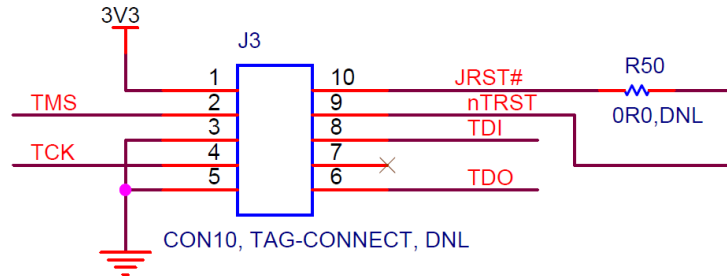 3V3
J3
1 10 JRST# R50
TMS 2 9 nTRST
0R0,DNL
3 8 TDI
TCK 4 7
5 6 TDO
CON10, TAG-CONNECT, DNL